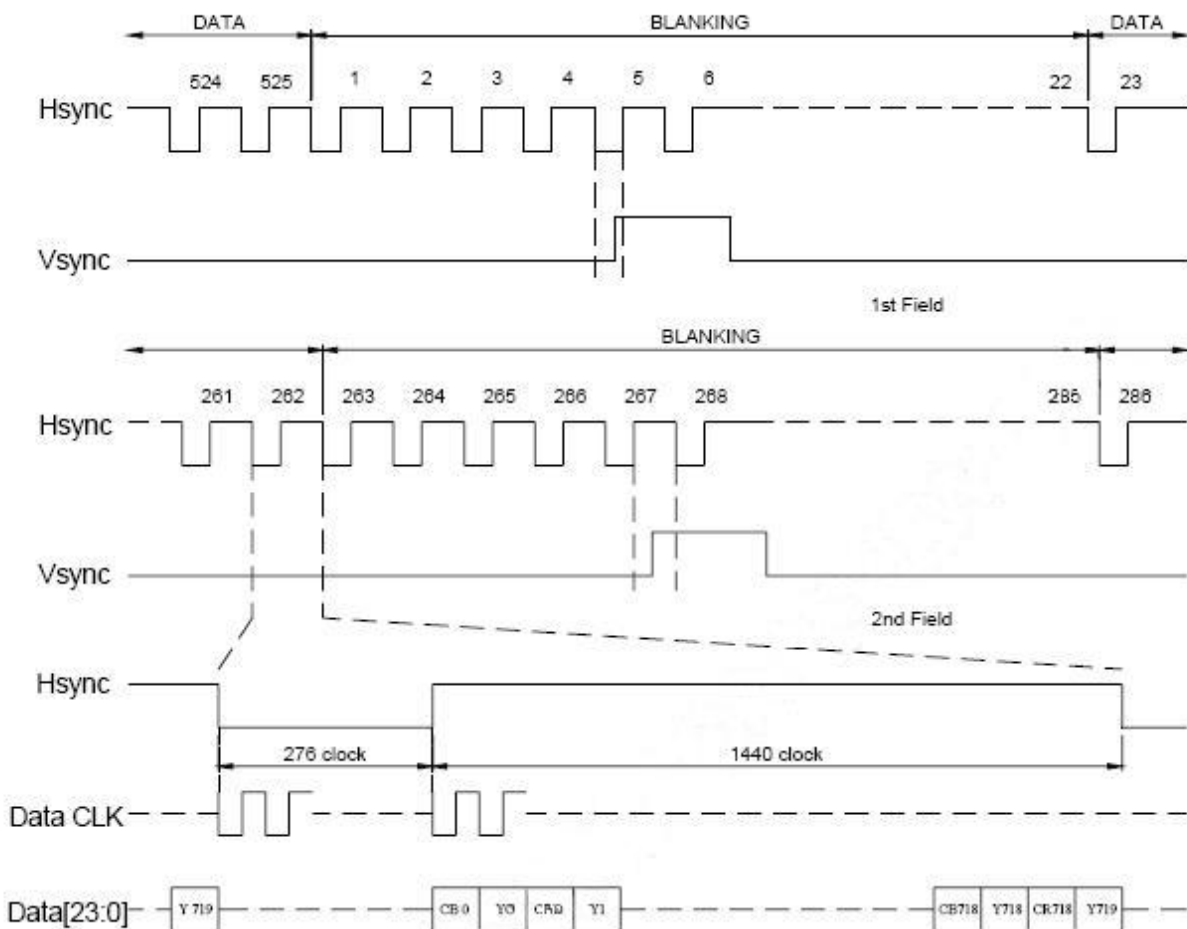 DATA BLANKING DATA
524 525 1 2 3 4 5 6 22 23
Hsync
Vsync
1st Field
BLANKING
261 262 263 264 265 266 267 268 285 286
Hsync
Vsync
2nd Field
Hsync
276 clock 1440 clock
Data CLK
Data[23:0] Y 719 CB 0 Y0 CR0 Y1 CB718 Y718 CR718 Y719